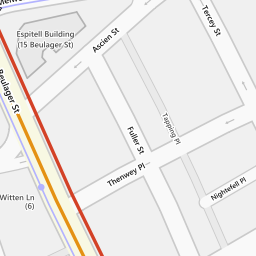 Espitell Building
(15 Beulager St)
Ascien St
Tercey St
Beulager St
Fuller St
Tapping Pl
Thenwey Pl
Nightefell Pl
Witten Ln
(6)